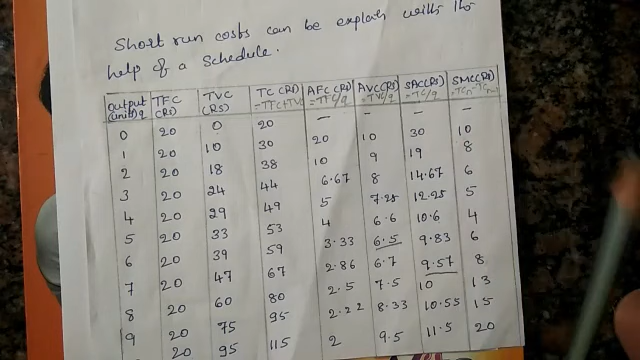 Short run costs can be explain with the
help of a Schedule.
output (units) q TFC (RS) TVC (RS) TC (RS) =TFC+TVC AFC(RS) =TFC/q AVC(RS) =TVC/q SAC(RS) =TC/q SMC(RS) =TCn-TCn-1
0 20 0 20 — — — —
1 20 10 30 20 10 30 10
2 20 18 38 10 9 19 8
3 20 24 44 6.67 8 14.67 6
4 20 29 49 5 7.25 12.25 5
5 20 33 53 4 6.6 10.6 4
6 20 39 59 3.33 6.5 9.83 6
7 20 47 67 2.86 6.7 9.57 8
8 20 60 80 2.5 7.5 10 13
9 20 75 95 2.22 8.33 10.55 15
20 95 115 2 9.5 11.5 20